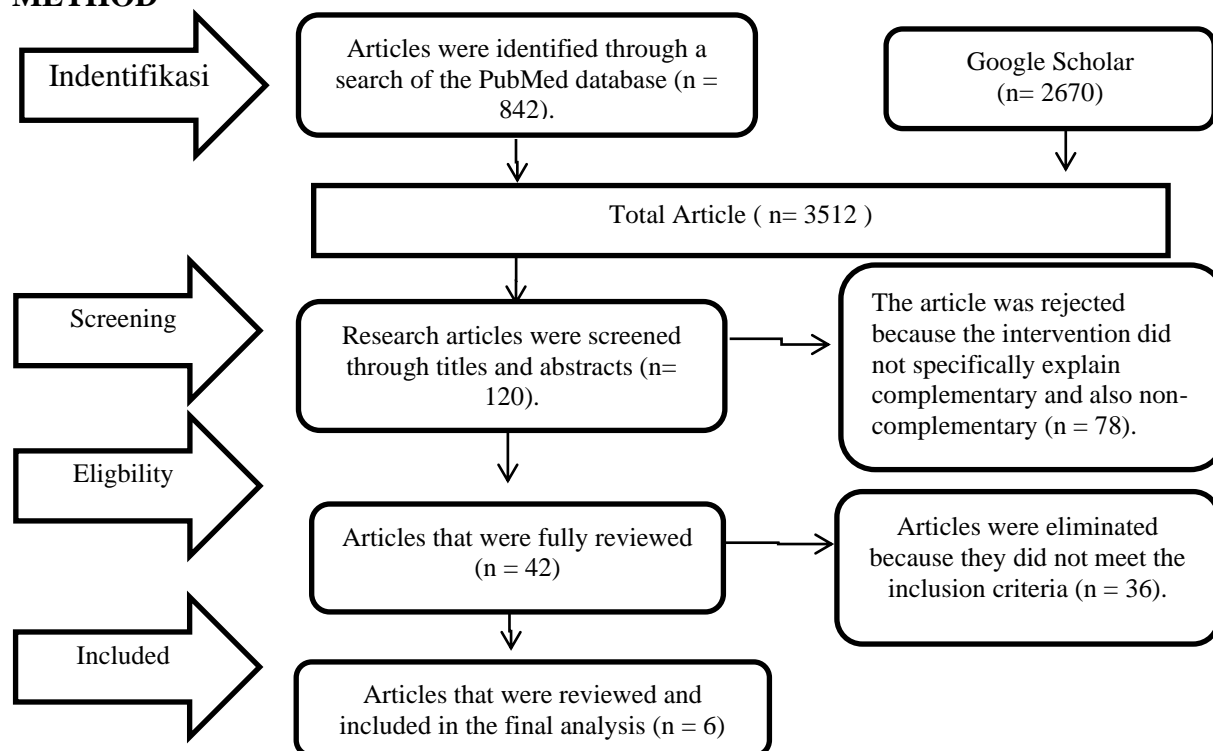 METHOD
Indentifikasi
Articles were identified through a
search of the PubMed database (n =
842).
Google Scholar
(n= 2670)
Total Article ( n= 3512 )
Screening
Research articles were screened
through titles and abstracts (n=
120).
The article was rejected
because the intervention did
not specifically explain
complementary and also non-
complementary (n = 78).
Eligbility
Articles that were fully reviewed
(n = 42)
Articles were eliminated
because they did not meet the
inclusion criteria (n = 36).
Included
Articles that were reviewed and
included in the final analysis (n = 6)